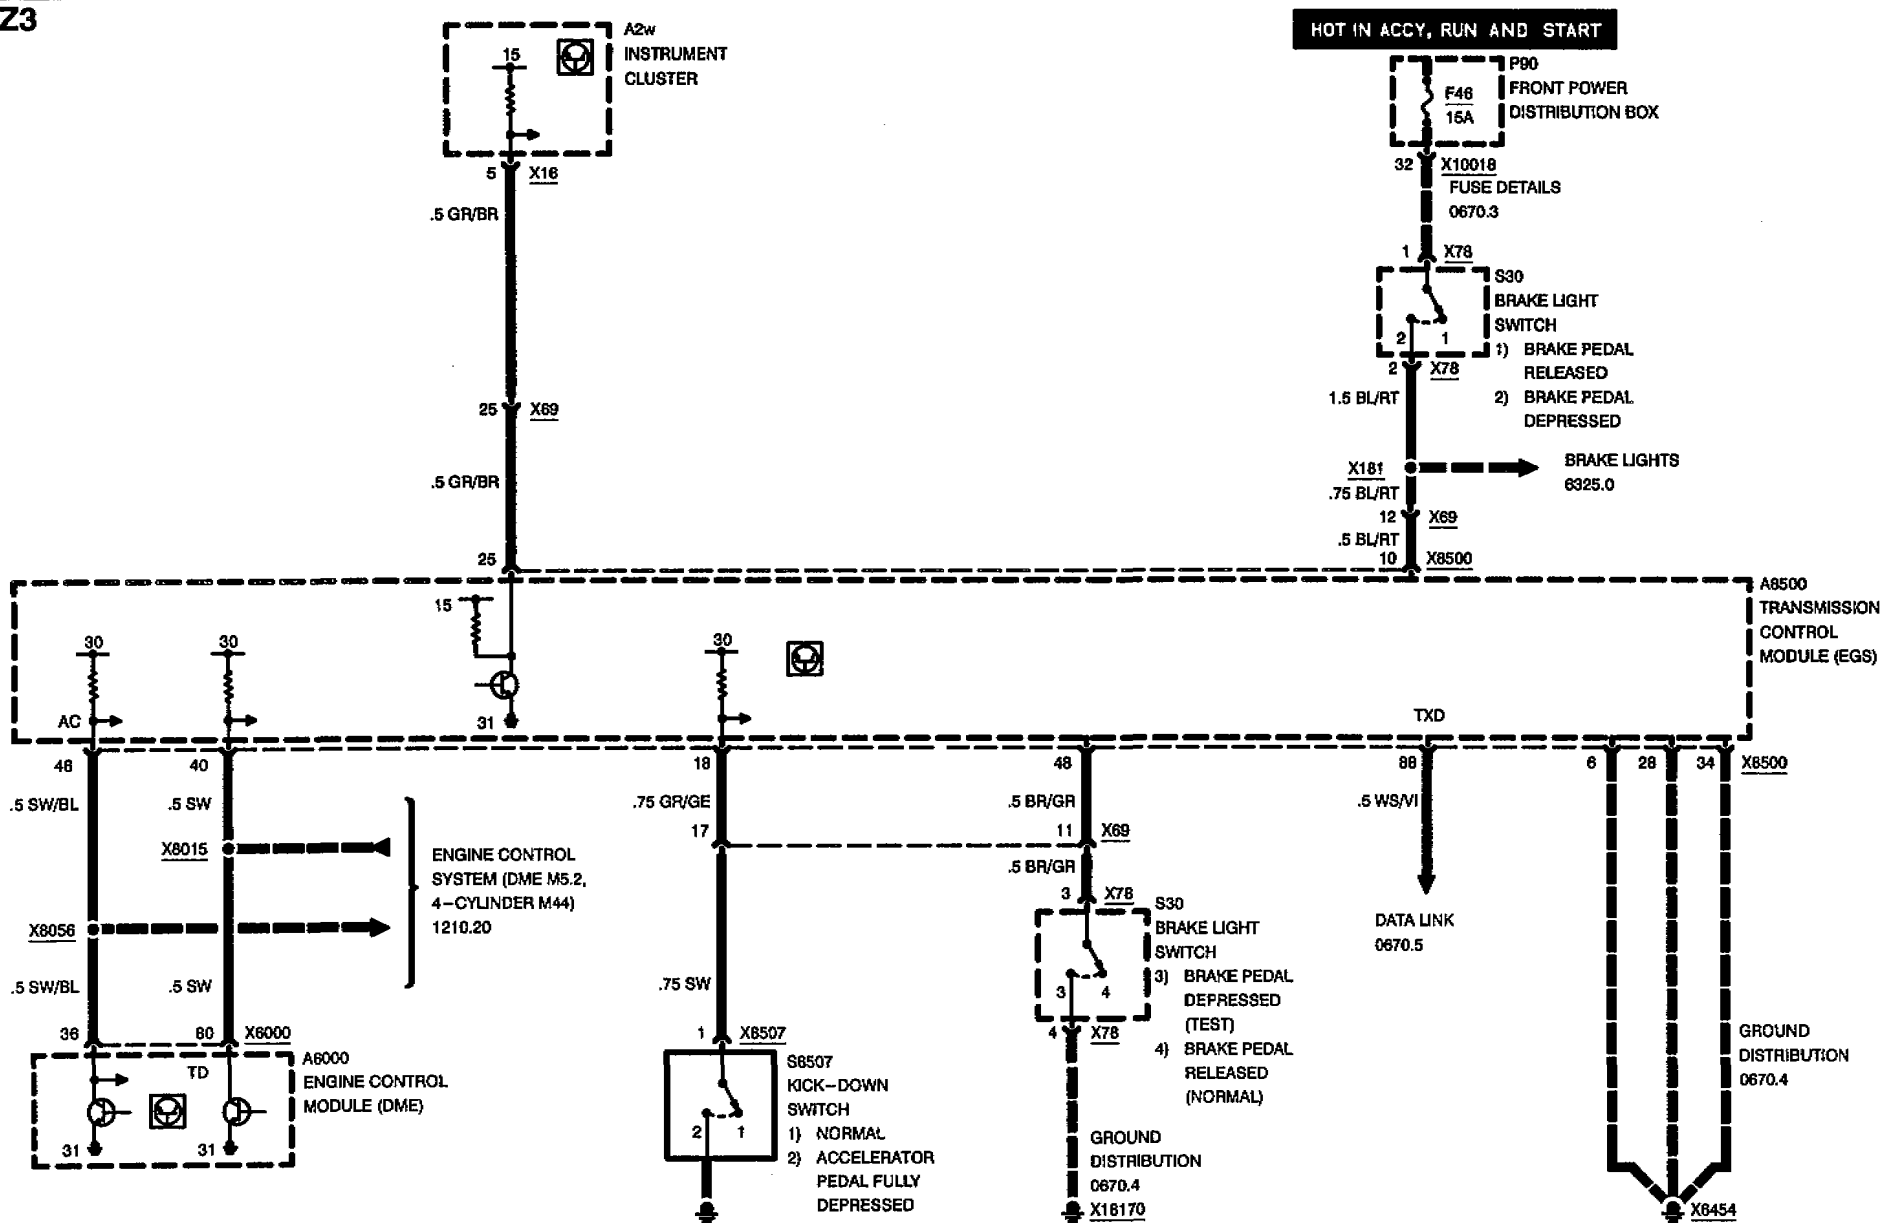 Z3
A2w
INSTRUMENT
CLUSTER
15
5 X16
.5 GR/BR
25 X69
.5 GR/BR
25
HOT IN ACCY, RUN AND START
P90
FRONT POWER
DISTRIBUTION BOX
F46
15A
32 X10018
FUSE DETAILS
0670.3
1 X78
S30
BRAKE LIGHT
SWITCH
1) BRAKE PEDAL
RELEASED
2) BRAKE PEDAL
DEPRESSED
2 1
2 X78
1.5 BL/RT
X181
BRAKE LIGHTS
6325.0
.75 BL/RT
12 X69
.5 BL/RT
10 X8500
A8500
TRANSMISSION
CONTROL
MODULE (EGS)
15
30 30 30
AC
31
TXD
46 40 18 48 88 6 28 34 X8500
.5 SW/BL .5 SW .75 GR/GE .5 BR/GR .5 WS/VI
X8015
17 11 X69
ENGINE CONTROL
SYSTEM (DME M5.2,
4-CYLINDER M44)
1210.20
X8056
.5 SW/BL .5 SW
.75 SW
.5 BR/GR
3 X78
S30
BRAKE LIGHT
SWITCH
3) BRAKE PEDAL
DEPRESSED
(TEST)
4) BRAKE PEDAL
RELEASED
(NORMAL)
3 4
4 X78
DATA LINK
0670.5
36 80 X6000
A6000
ENGINE CONTROL
MODULE (DME)
TD
31 31
1 X8507
S8507
KICK-DOWN
SWITCH
1) NORMAL
2) ACCELERATOR
PEDAL FULLY
DEPRESSED
2 1
GROUND
DISTRIBUTION
0670.4
X18170
GROUND
DISTRIBUTION
0670.4
X6454